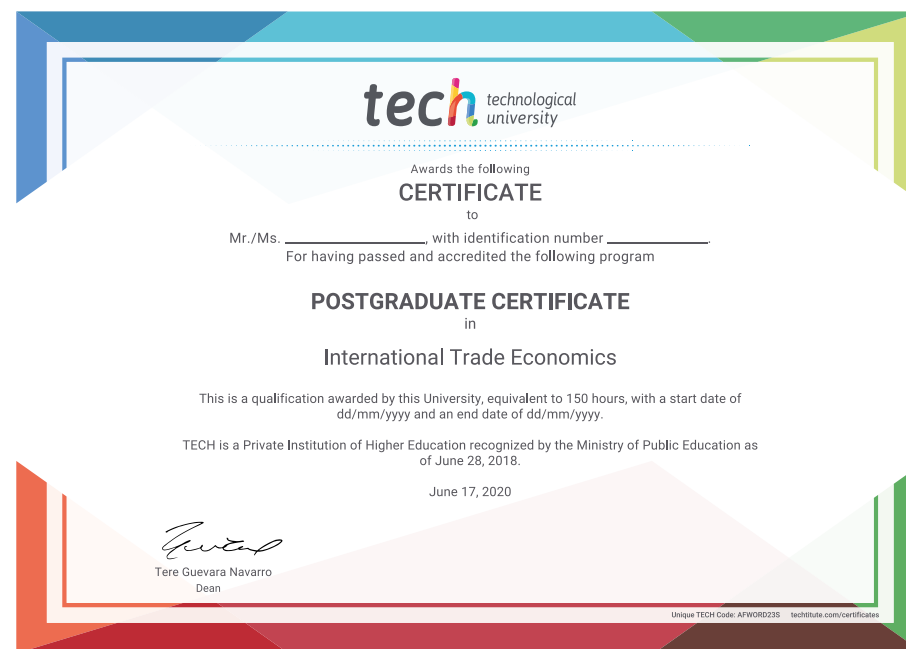 tech technological
university
Awards the following
CERTIFICATE
to
Mr./Ms. ____________________, with identification number ______________.
For having passed and accredited the following program
POSTGRADUATE CERTIFICATE
in
International Trade Economics
This is a qualification awarded by this University, equivalent to 150 hours, with a start date of
dd/mm/yyyy and an end date of dd/mm/yyyy.
TECH is a Private Institution of Higher Education recognized by the Ministry of Public Education as
of June 28, 2018.
June 17, 2020
Tere Guevara Navarro
Dean
Unique TECH Code: AFWORD23S techtitute.com/certificates